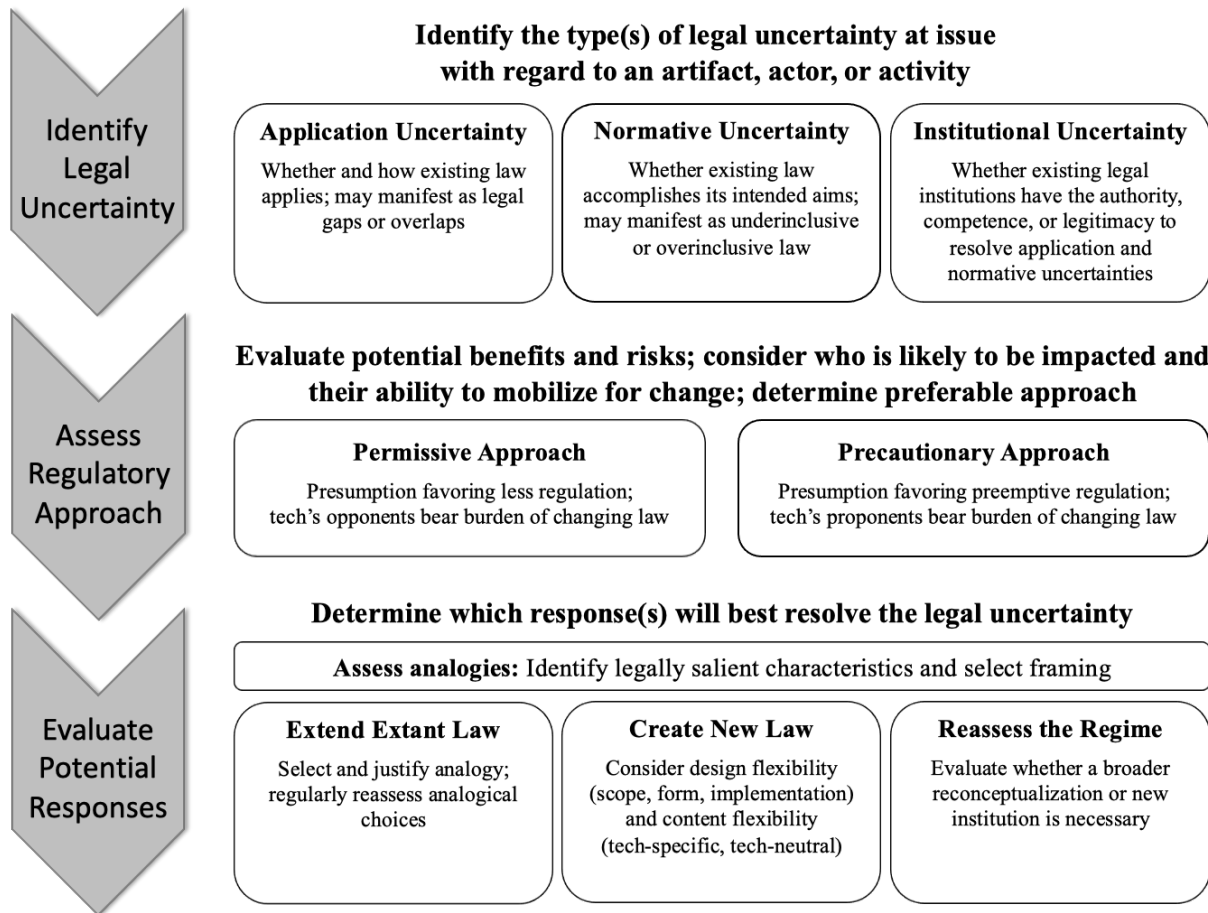 Identify
Legal
Uncertainty
Identify the type(s) of legal uncertainty at issue
with regard to an artifact, actor, or activity
Application Uncertainty
Whether and how existing law
applies; may manifest as legal
gaps or overlaps
Normative Uncertainty
Whether existing law
accomplishes its intended aims;
may manifest as underinclusive
or overinclusive law
Institutional Uncertainty
Whether existing legal
institutions have the authority,
competence, or legitimacy to
resolve application and
normative uncertainties
Assess
Regulatory
Approach
Evaluate potential benefits and risks; consider who is likely to be impacted and
their ability to mobilize for change; determine preferable approach
Permissive Approach
Presumption favoring less regulation;
tech’s opponents bear burden of changing law
Precautionary Approach
Presumption favoring preemptive regulation;
tech’s proponents bear burden of changing law
Evaluate
Potential
Responses
Determine which response(s) will best resolve the legal uncertainty
Assess analogies: Identify legally salient characteristics and select framing
Extend Extant Law
Select and justify analogy;
regularly reassess analogical
choices
Create New Law
Consider design flexibility
(scope, form, implementation)
and content flexibility
(tech-specific, tech-neutral)
Reassess the Regime
Evaluate whether a broader
reconceptualization or new
institution is necessary